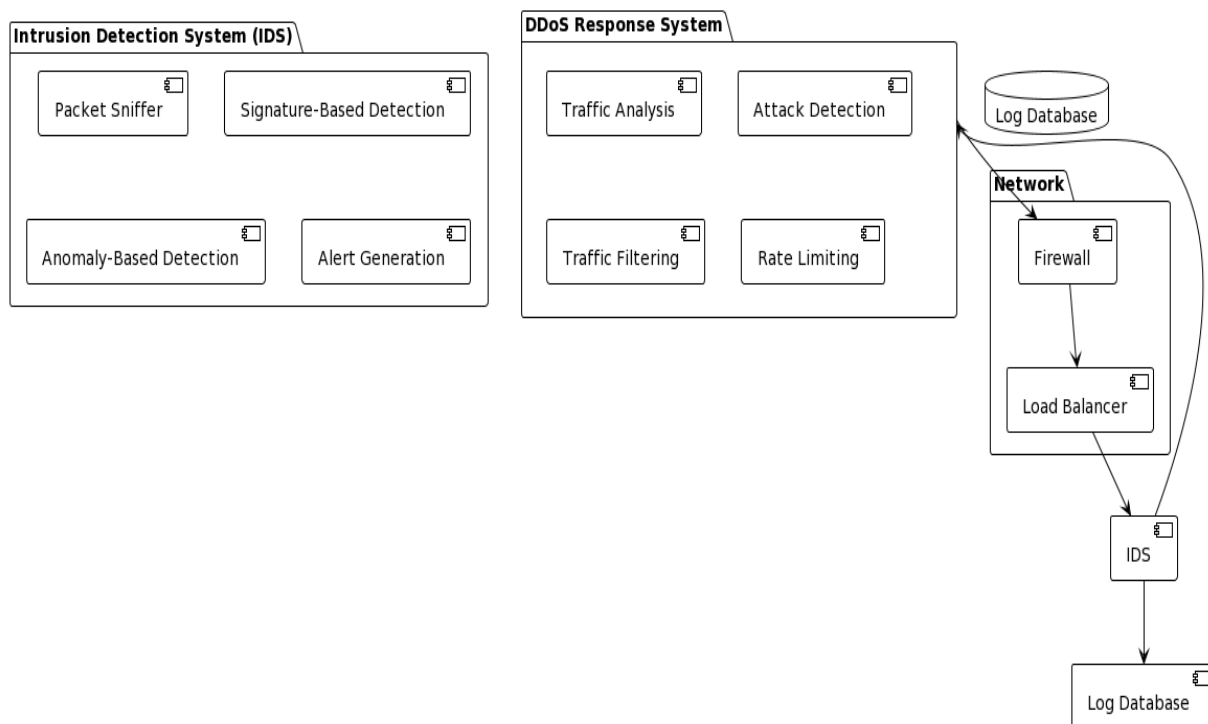 Intrusion Detection System (IDS)
Packet Sniffer
Signature-Based Detection
Anomaly-Based Detection
Alert Generation
DDoS Response System
Traffic Analysis
Attack Detection
Traffic Filtering
Rate Limiting
Log Database
Network
Firewall
Load Balancer
IDS
Log Database